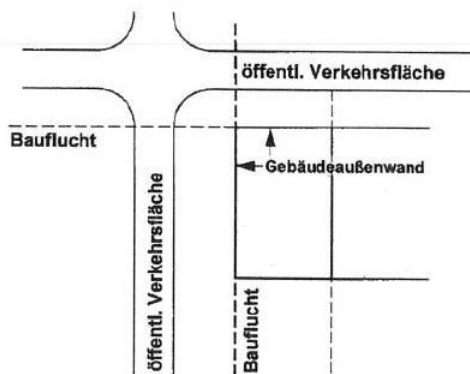 öffentl. Verkehrsfläche
Bauflucht
Gebäudeaußenwand
öffentl. Verkehrsfläche
Bauflucht